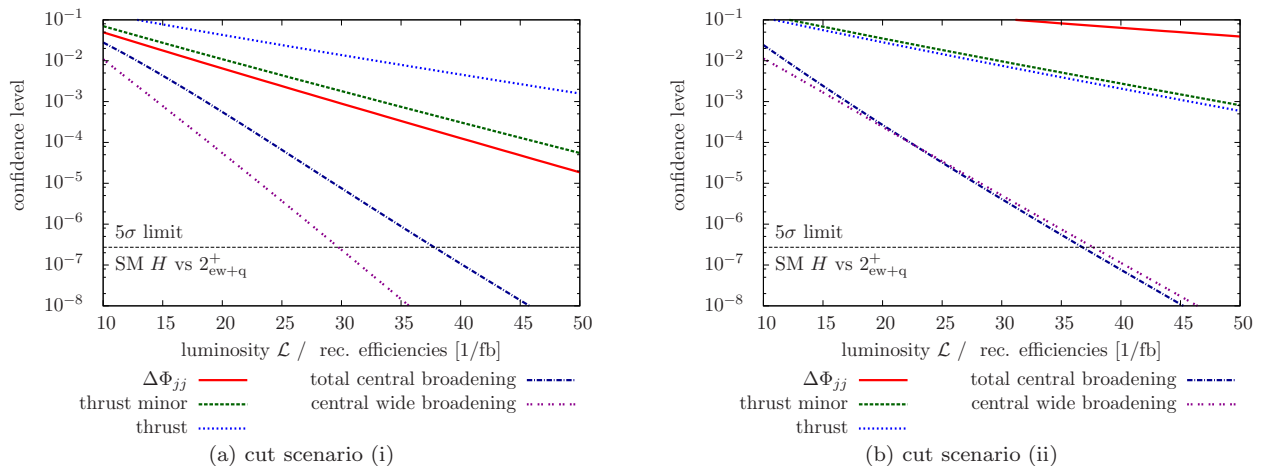 10⁻¹
10⁻²
10⁻³
10⁻⁴
10⁻⁵
10⁻⁶
10⁻⁷
10⁻⁸
confidence level
5σ limit
SM H vs 2⁺ew+q
10 15 20 25 30 35 40 45 50
luminosity ℒ / rec. efficiencies [1/fb]
ΔΦjj
thrust minor
thrust
total central broadening
central wide broadening
(a) cut scenario (i)
10⁻¹
10⁻²
10⁻³
10⁻⁴
10⁻⁵
10⁻⁶
10⁻⁷
10⁻⁸
confidence level
5σ limit
SM H vs 2⁺ew+q
10 15 20 25 30 35 40 45 50
luminosity ℒ / rec. efficiencies [1/fb]
ΔΦjj
thrust minor
thrust
total central broadening
central wide broadening
(b) cut scenario (ii)